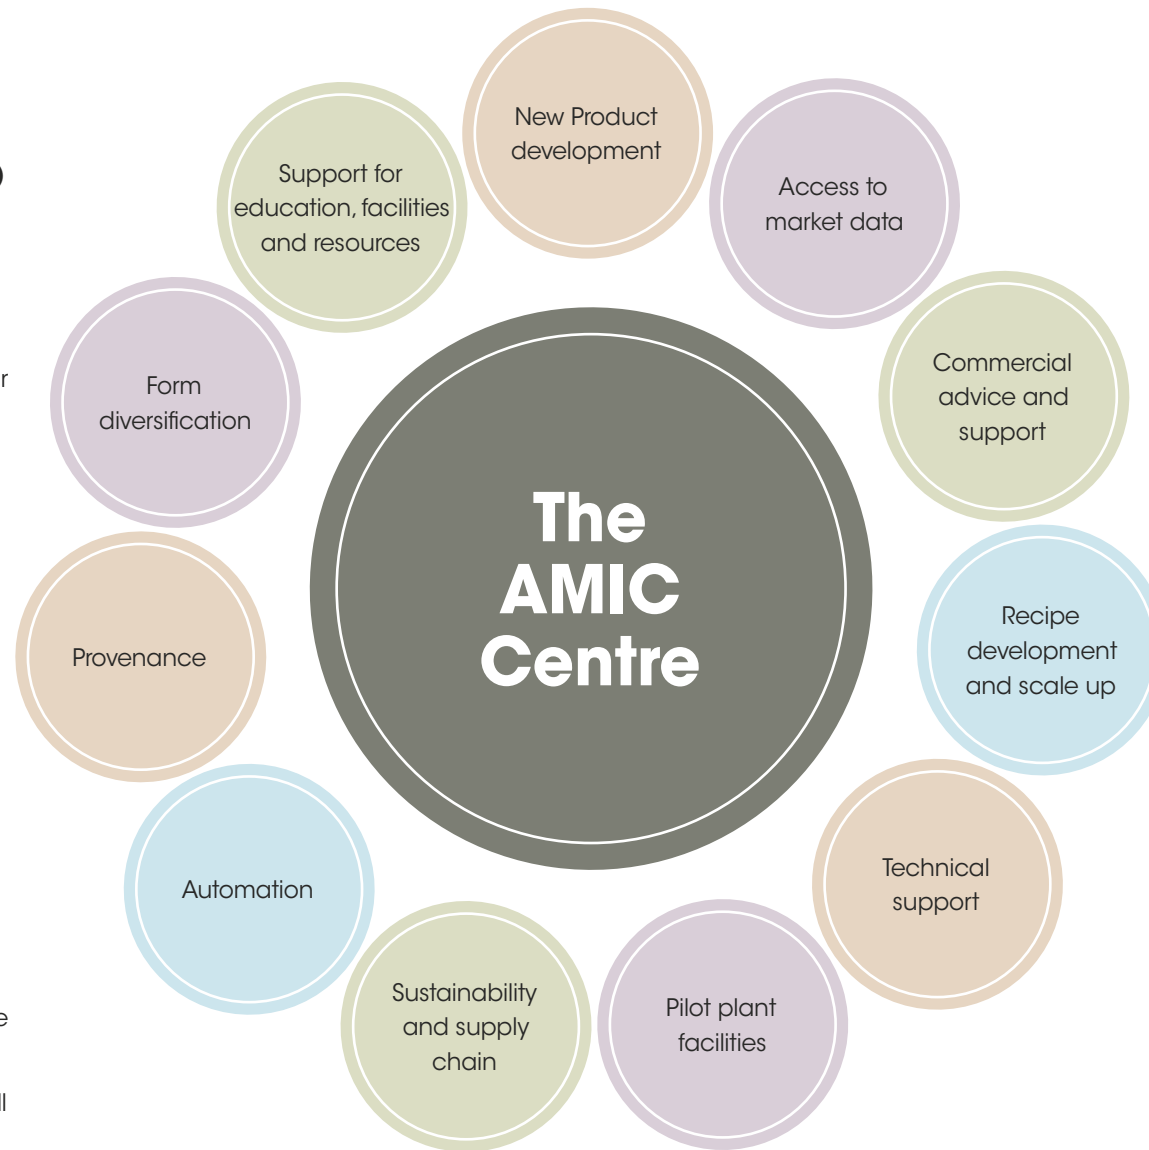 New Product
development
Access to
market data
Commercial
advice and
support
Recipe
development
and scale up
Technical
support
Pilot plant
facilities
Sustainability
and supply
chain
Automation
Provenance
Form
diversification
Support for
education, facilities
and resources
The
AMIC
Centre